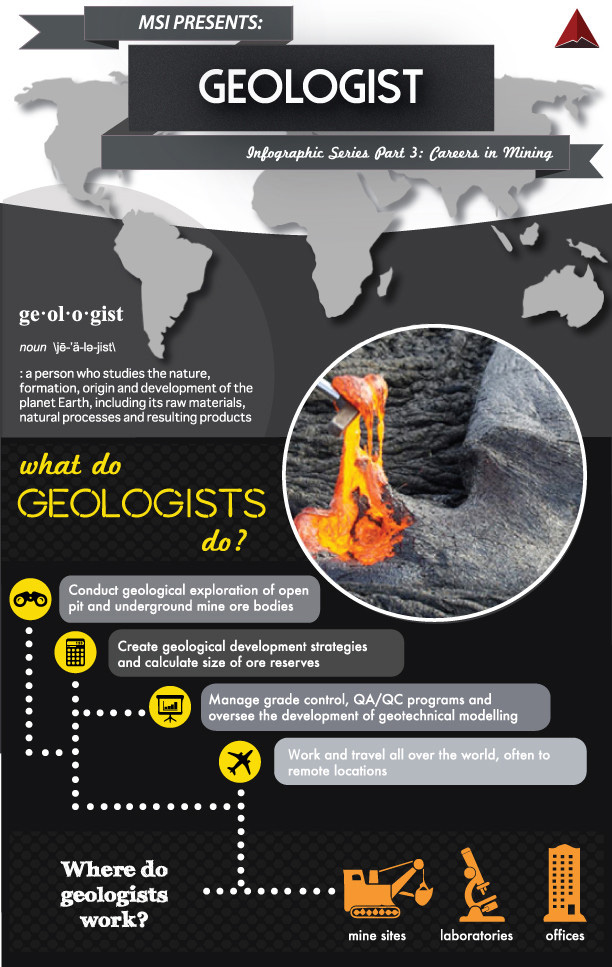 MSI PRESENTS:
GEOLOGIST
Infographic Series Part 3: Careers in Mining
ge·ol·o·gist
noun \jē-'ä-lə-jist\
: a person who studies the nature,
formation, origin and development of the
planet Earth, including its raw materials,
natural processes and resulting products
what do
GEOLOGISTS
do?
Conduct geological exploration of open
pit and underground mine ore bodies
Create geological development strategies
and calculate size of ore reserves
Manage grade control, QA/QC programs and
oversee the development of geotechnical modelling
Work and travel all over the world, often to
remote locations
Where do
geologists
work?
mine sites
laboratories
offices